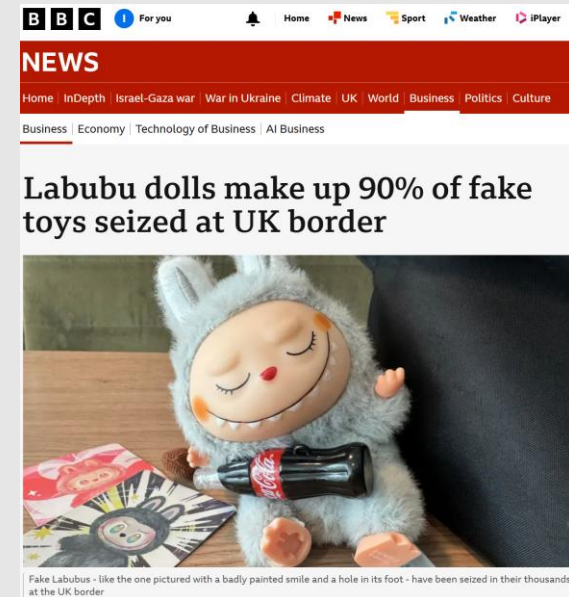 BBC
I For you
Home
News
Sport
Weather
iPlayer
NEWS
Home InDepth Israel-Gaza war War in Ukraine Climate UK World Business Politics Culture
Business Economy Technology of Business AI Business
Labubu dolls make up 90% of fake
toys seized at UK border
Coca-Cola
Fake Labubus - like the one pictured with a badly painted smile and a hole in its foot - have been seized in their thousands
at the UK border